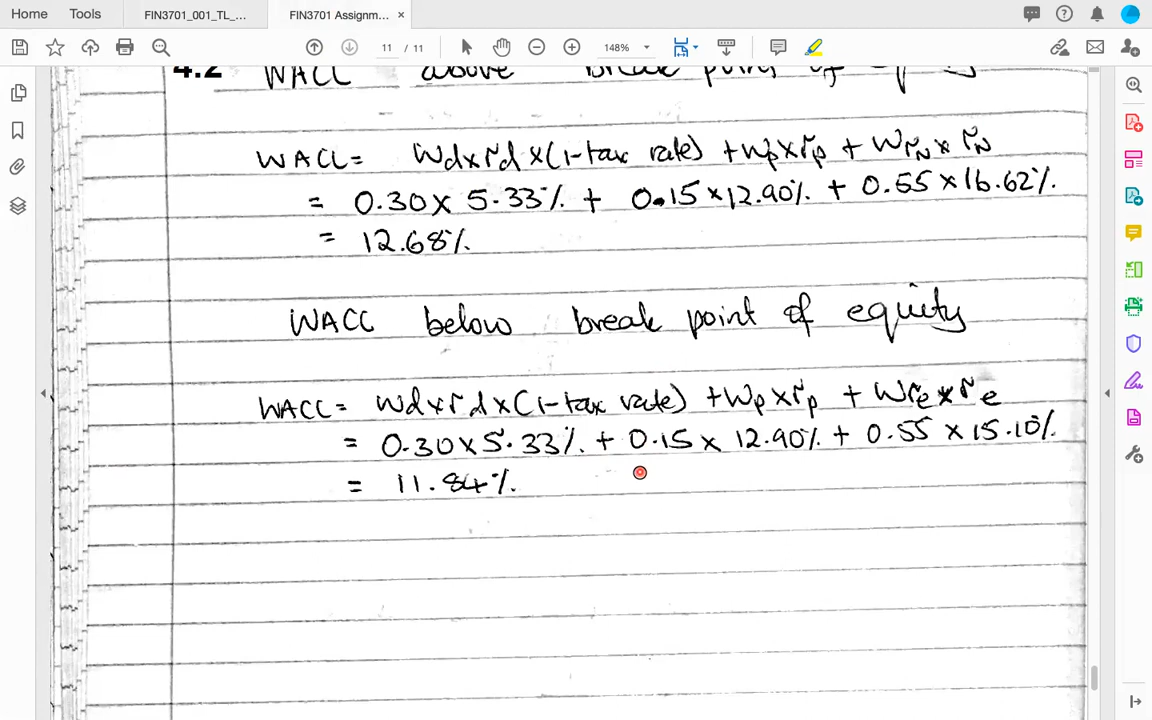 Home Tools FIN3701_001_TL_... FIN3701 Assignm... ×
11 / 11 148%
4.2 WACC above break point of equity
WACC= Wd×rd×(1-tax rate) +Wp×rp + WrN × rN
= 0.30× 5.33% + 0.15×12.90% + 0.55×16.62%.
= 12.68%.
WACC below break point of equity
WACC= Wd×rd×(1-tax rate) +Wp×rp + Wre×re
= 0.30×5.33% + 0.15× 12.90% + 0.55 ×15.10%.
= 11.84%.